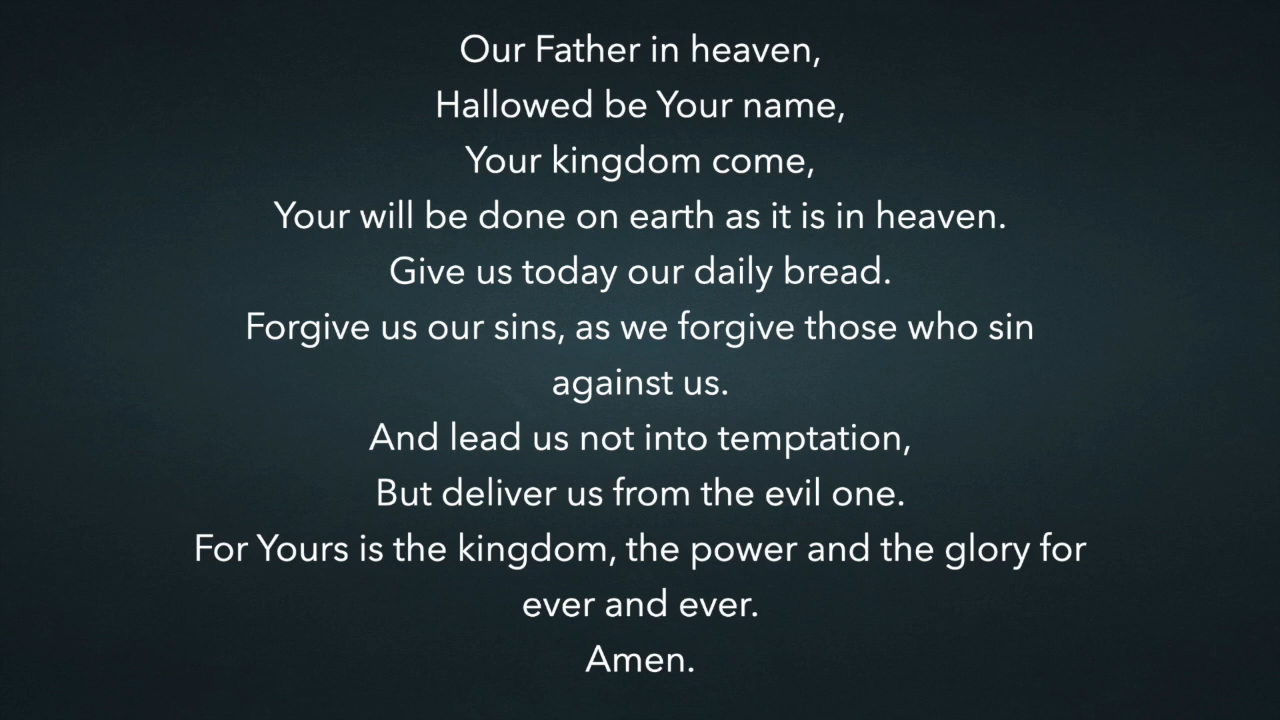 Our Father in heaven,
Hallowed be Your name,
Your kingdom come,
Your will be done on earth as it is in heaven.
Give us today our daily bread.
Forgive us our sins, as we forgive those who sin
against us.
And lead us not into temptation,
But deliver us from the evil one.
For Yours is the kingdom, the power and the glory for
ever and ever.
Amen.